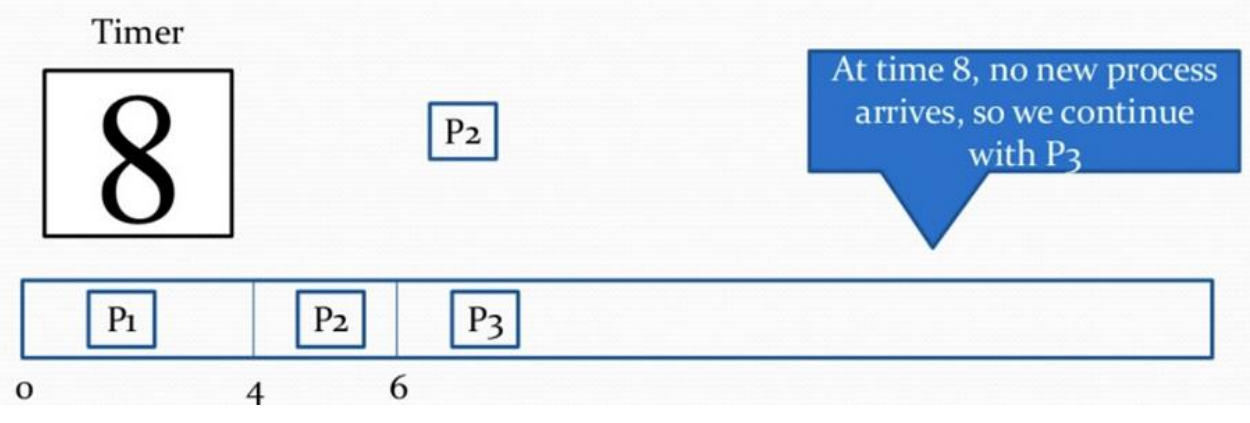 Timer
8
P2
At time 8, no new process
arrives, so we continue
with P3
P1
P2
P3
0
4
6